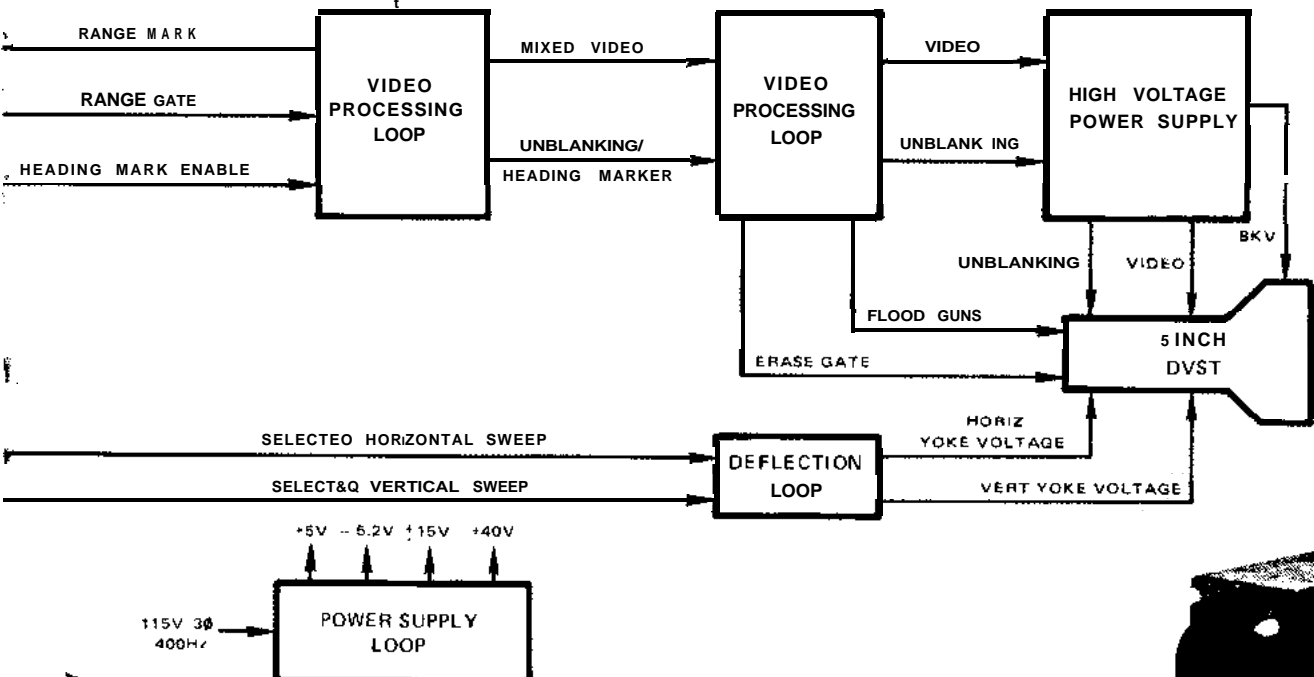 RANGE MARK
RANGE GATE
HEADING MARK ENABLE
VIDEO
PROCESSING
LOOP
MIXED VIDEO
UNBLANKING/
HEADING MARKER
VIDEO
PROCESSING
LOOP
VIDEO
UNBLANK ING
HIGH VOLTAGE
POWER SUPPLY
8KV
UNBLANKING
VIDEO
FLOOD GUNS
ERASE GATE
5 INCH
DVST
SELECTEO HORIZONTAL SWEEP
SELECT&Q VERTICAL SWEEP
DEFLECTION
LOOP
HORIZ
YOKE VOLTAGE
VERT YOKE VOLTAGE
+5V -5.2V ±15V +40V
115V 3Ø
400Hz
POWER SUPPLY
LOOP